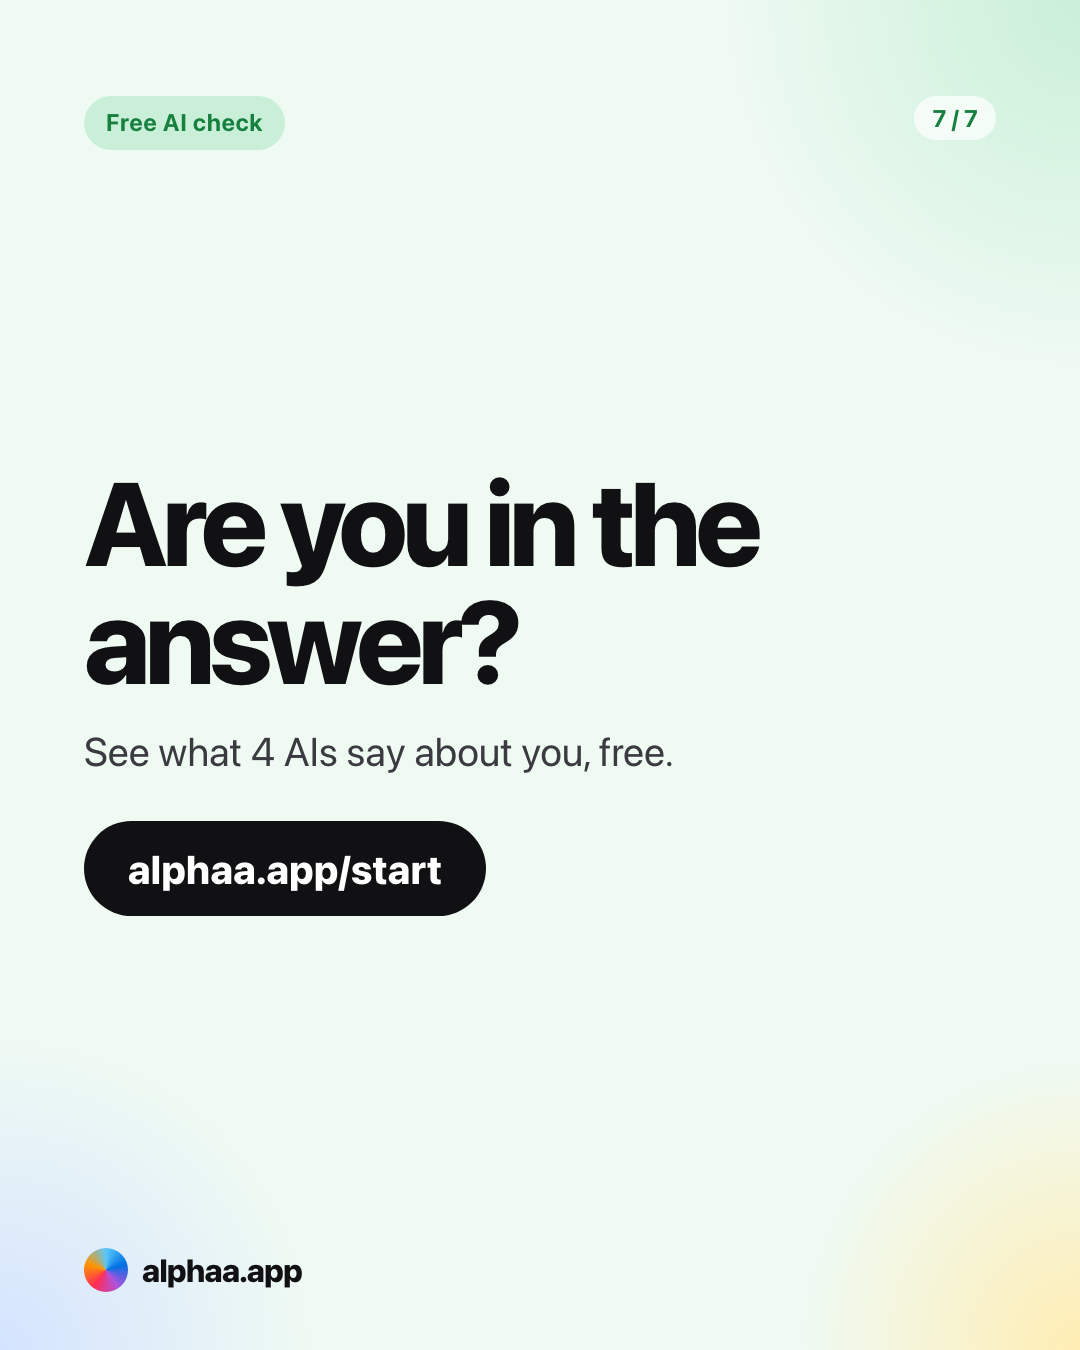 Free AI check
7 / 7
Are you in the
answer?
See what 4 AIs say about you, free.
alphaa.app/start
alphaa.app